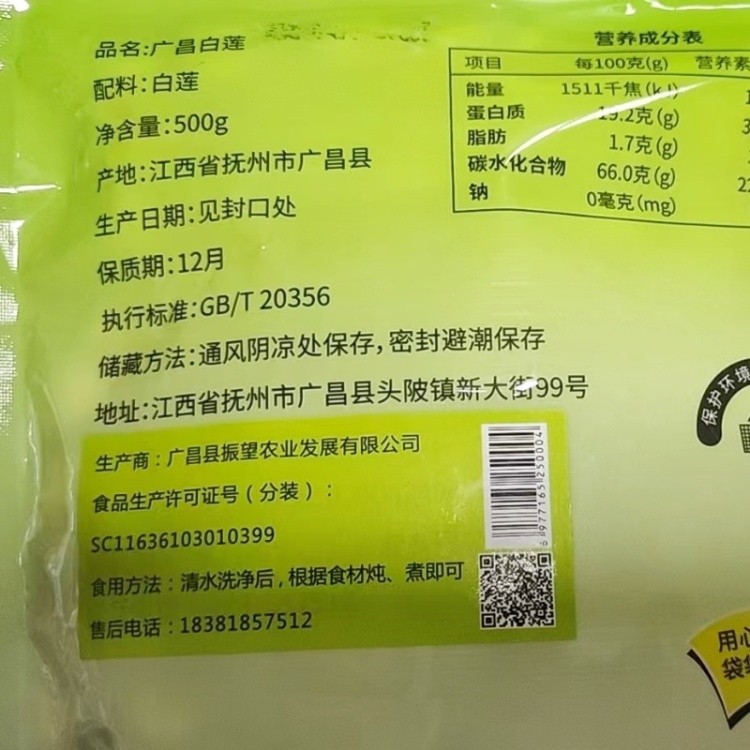 品名:广昌白莲
配料:白莲
净含量:500g
产地:江西省抚州市广昌县
生产日期:见封口处
保质期:12月
执行标准:GB/T 20356
储藏方法:通风阴凉处保存,密封避潮保存
地址:江西省抚州市广昌县头陂镇新大街99号
营养成分表
项目 每100克(g) 营养素
能量 1511千焦(kJ)
蛋白质 19.2克(g)
脂肪 1.7克(g)
碳水化合物 66.0克(g)
钠 0毫克(mg)
生产商:广昌县振望农业发展有限公司
食品生产许可证号(分装):
SC11636103010399
食用方法:清水洗净后,根据食材炖、煮即可
售后电话:18381857512
6977165250004
保护环境
用心